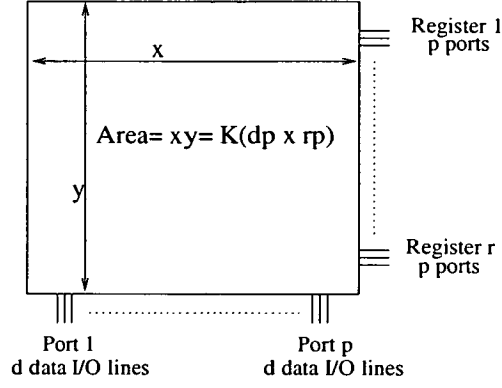 Register 1
p ports
x
Area= xy= K(dp x rp)
y
Register r
p ports
Port 1
d data I/O lines
Port p
d data I/O lines